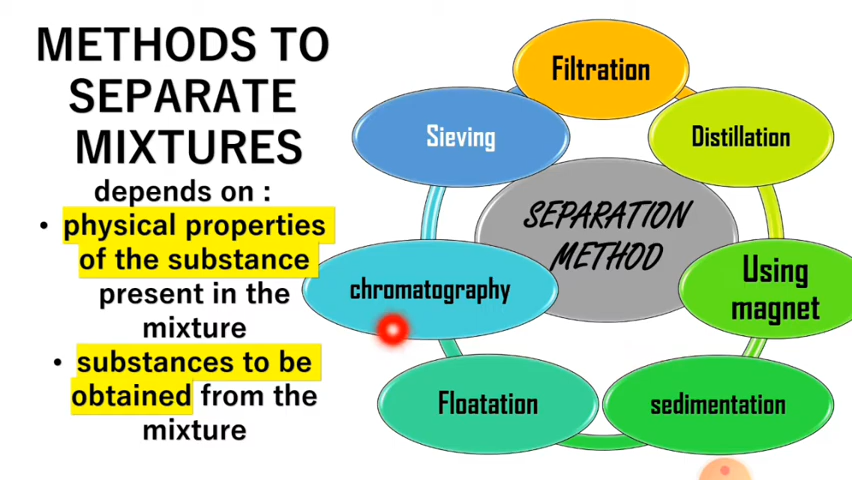 METHODS TO
SEPARATE
MIXTURES
depends on :
• physical properties
of the substance
present in the
mixture
• substances to be
obtained from the
mixture
Filtration
Distillation
Using
magnet
sedimentation
Floatation
chromatography
Sieving
SEPARATION
METHOD